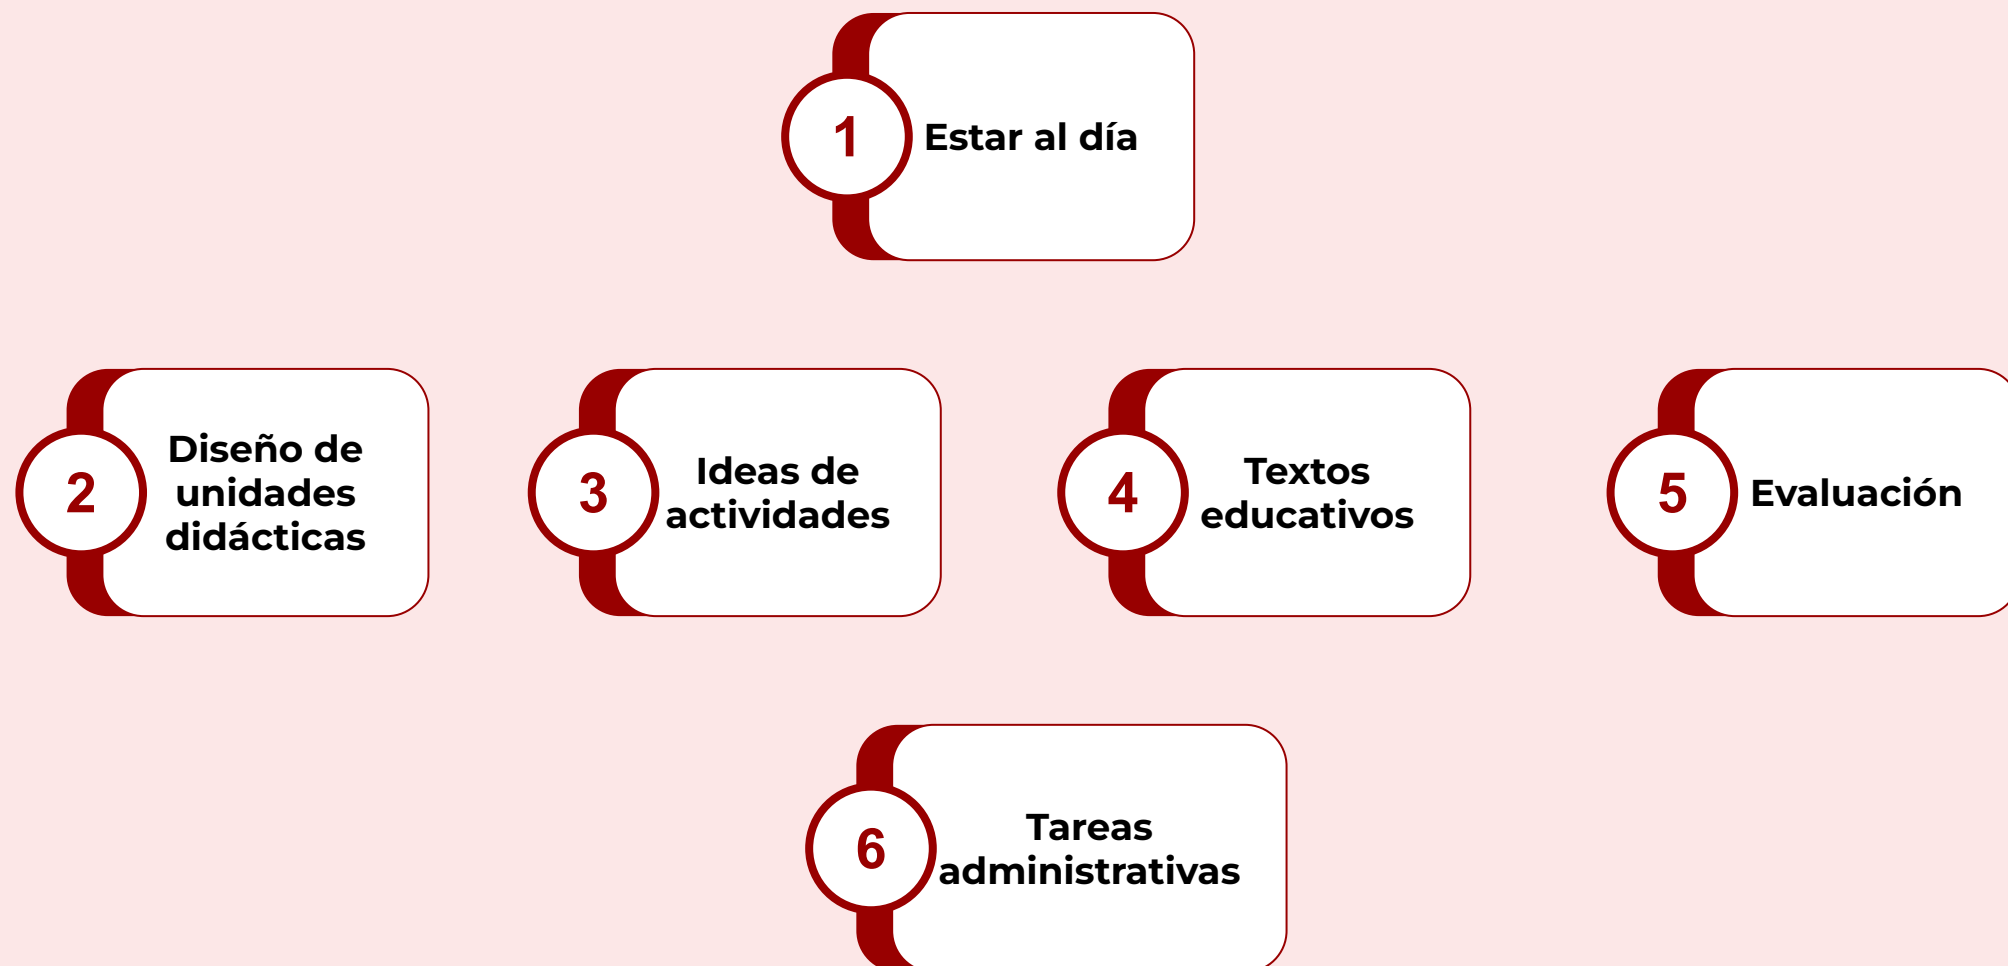 1
Estar al día
2
Diseño de
unidades
didácticas
3
Ideas de
actividades
4
Textos
educativos
5
Evaluación
6
Tareas
administrativas